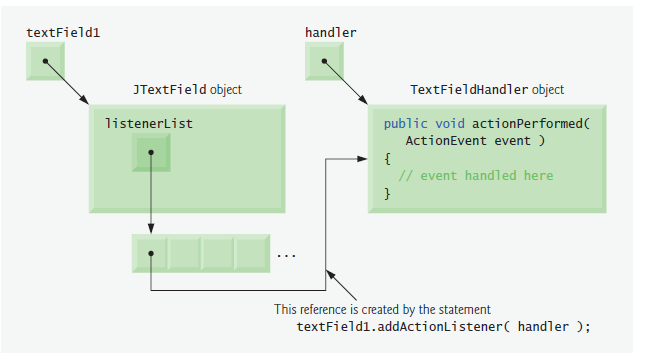 textField1
handler
JTextField object
TextFieldHandler object
listenerList
public void actionPerformed(
ActionEvent event )
{
// event handled here
}
...
This reference is created by the statement
textField1.addActionListener( handler );